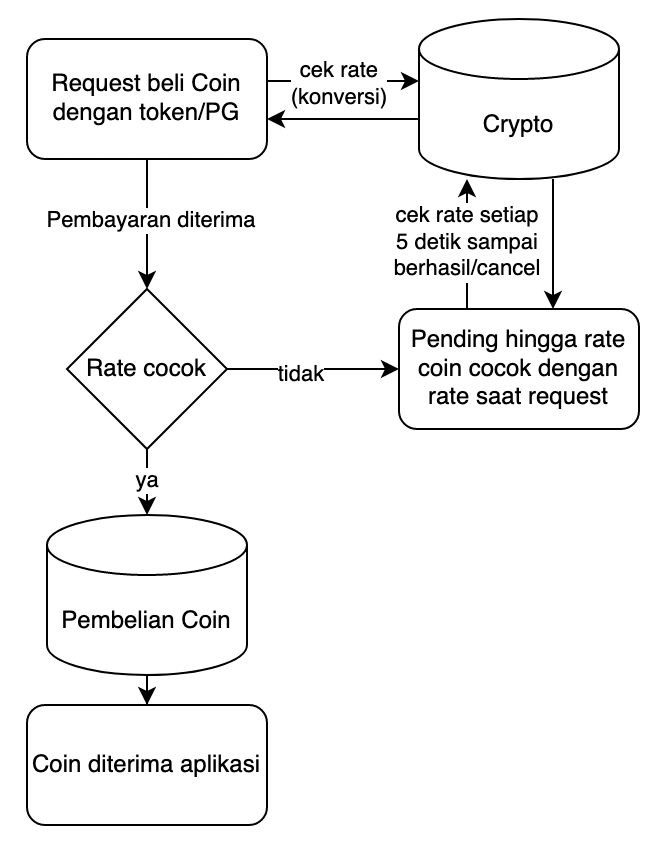 Request beli Coin
dengan token/PG
cek rate
(konversi)
Crypto
Pembayaran diterima
cek rate setiap
5 detik sampai
berhasil/cancel
Rate cocok
tidak
Pending hingga rate
coin cocok dengan
rate saat request
ya
Pembelian Coin
Coin diterima aplikasi